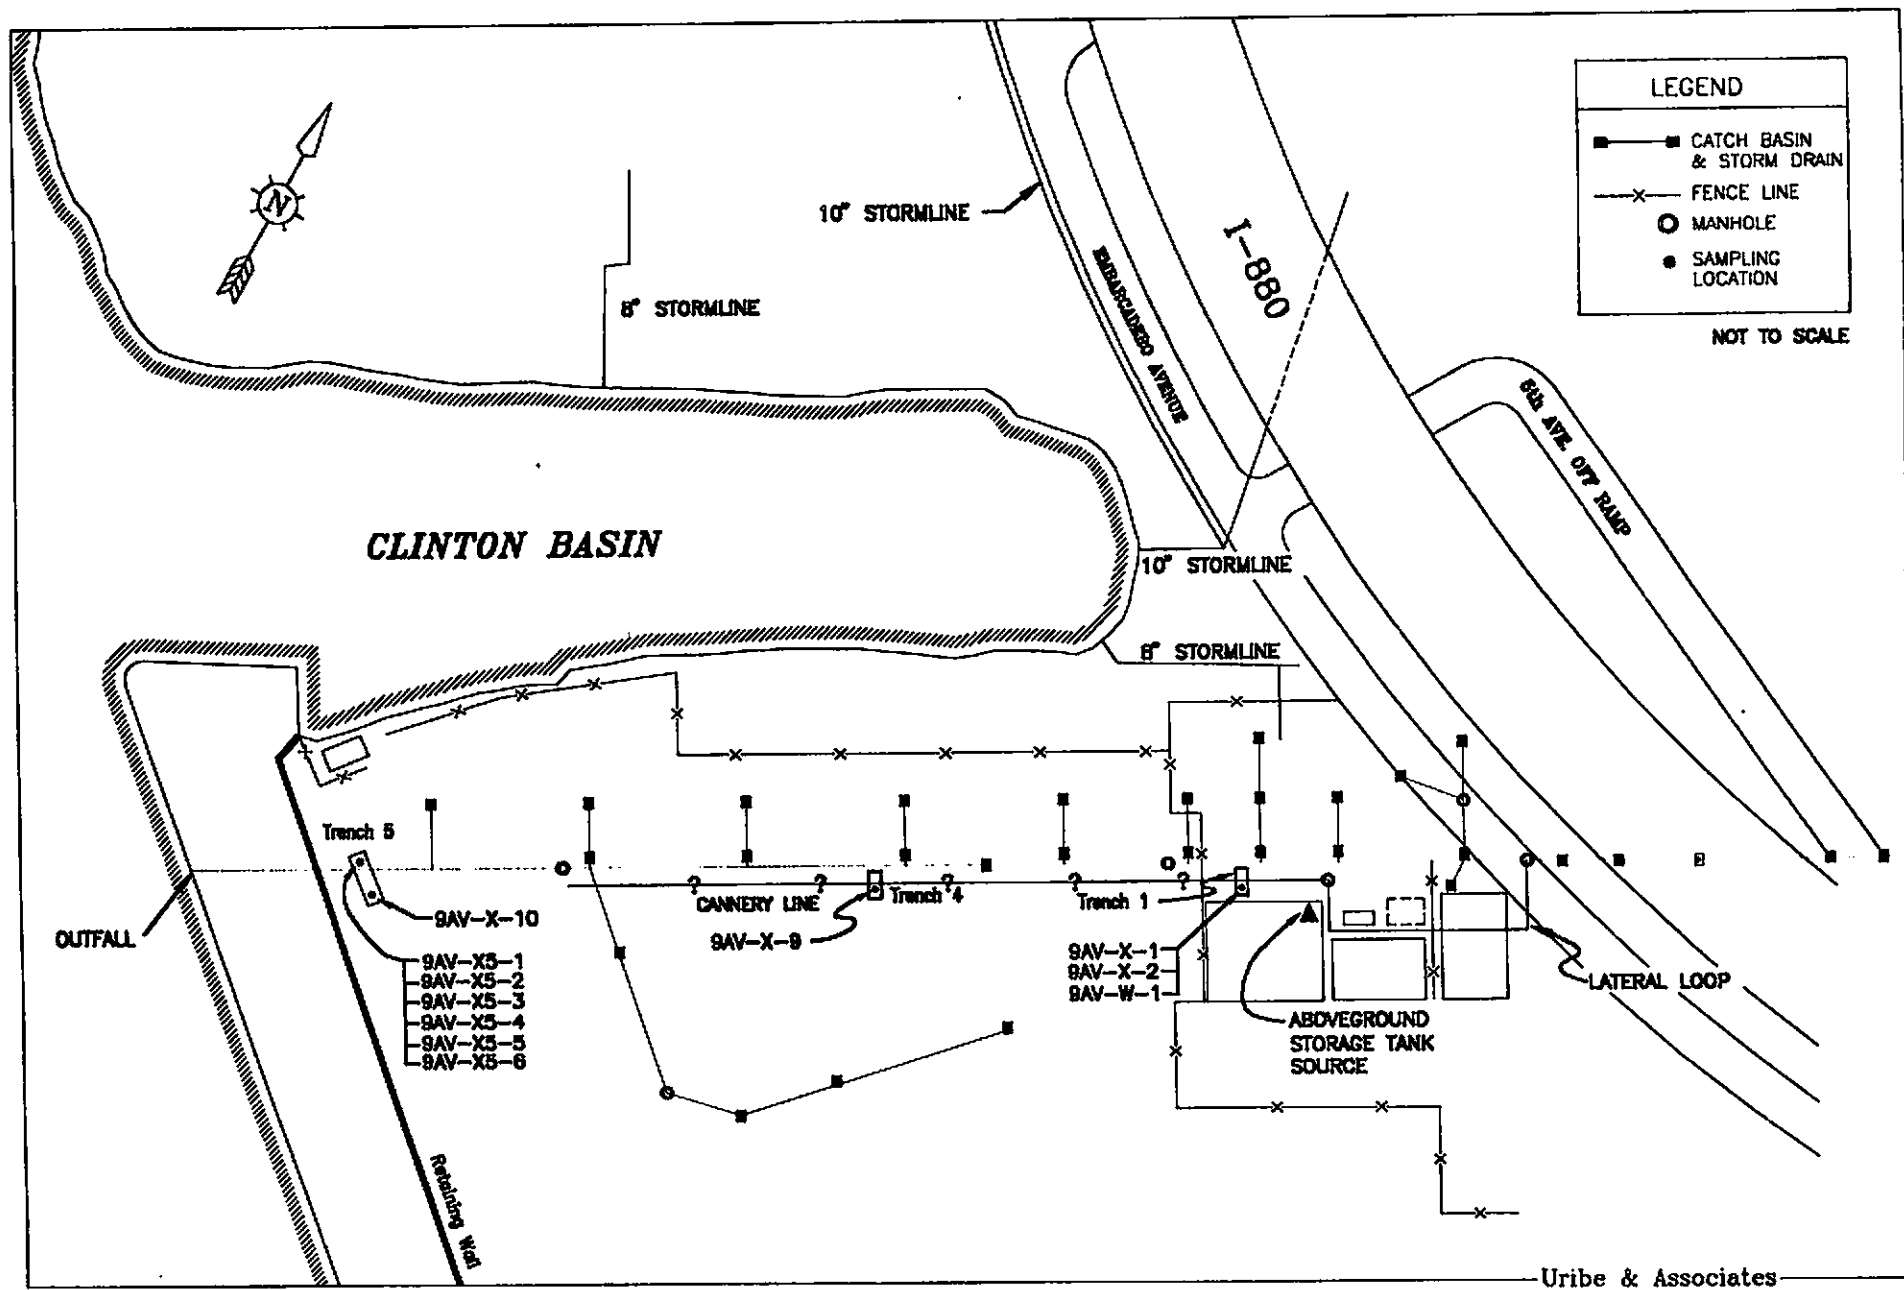 LEGEND
CATCH BASIN
& STORM DRAIN
FENCE LINE
MANHOLE
SAMPLING
LOCATION
NOT TO SCALE
N
10" STORMLINE
8" STORMLINE
EMBARCADERO AVENUE
I-880
5th AVE. OFF RAMP
CLINTON BASIN
10" STORMLINE
8" STORMLINE
Trench 5
CANNERY LINE
? ? ? ? ?
Trench 4
Trench 1
9AV-X-10
9AV-X-9
OUTFALL
9AV-X5-1
9AV-X5-2
9AV-X5-3
9AV-X5-4
9AV-X5-5
9AV-X5-6
9AV-X-1
9AV-X-2
9AV-W-1
LATERAL LOOP
ABOVEGROUND
STORAGE TANK
SOURCE
Retaining Wall
Uribe & Associates